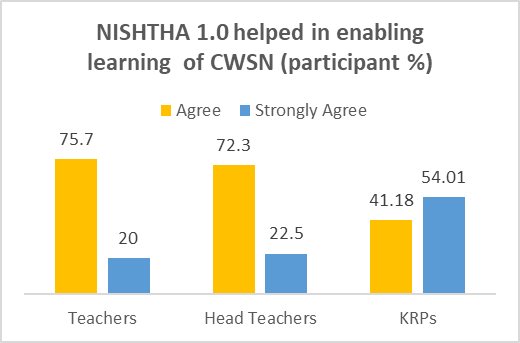 NISHTHA 1.0 helped in enabling
learning of CWSN (participant %)
Agree Strongly Agree
75.7 72.3 41.18 54.01
20 22.5
Teachers Head Teachers KRPs